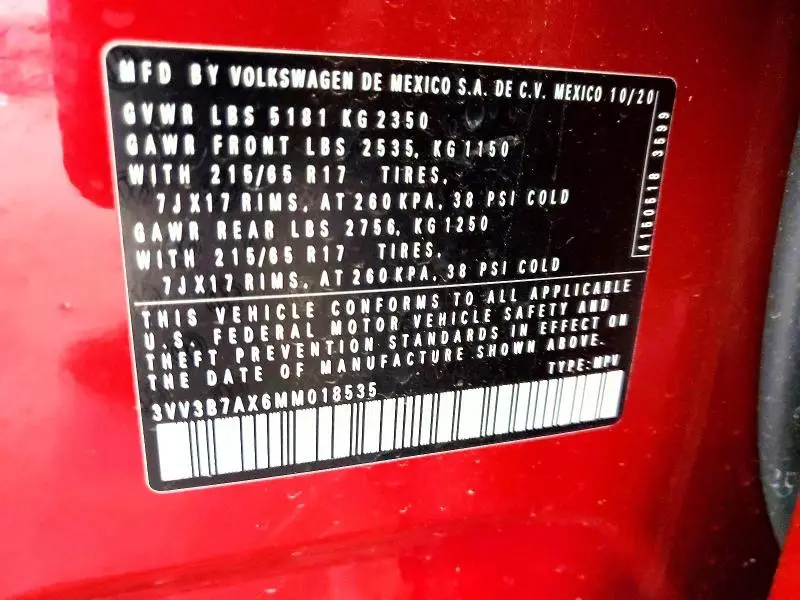 MFD BY VOLKSWAGEN DE MEXICO S.A. DE C.V. MEXICO 10/20
GVWR LBS 5181 KG 2350
GAWR FRONT LBS 2535, KG 1150
WITH 215/65 R17 TIRES,
7JX17 RIMS, AT 260 KPA, 38 PSI COLD
GAWR REAR LBS 2756, KG 1250
WITH 215/65 R17 TIRES,
7JX17 RIMS, AT 260 KPA, 38 PSI COLD
THIS VEHICLE CONFORMS TO ALL APPLICABLE
U.S. FEDERAL MOTOR VEHICLE SAFETY AND
THEFT PREVENTION STANDARDS IN EFFECT ON
THE DATE OF MANUFACTURE SHOWN ABOVE.
TYPE:MPV
3VV3B7AX6MM018535
4150518 3599